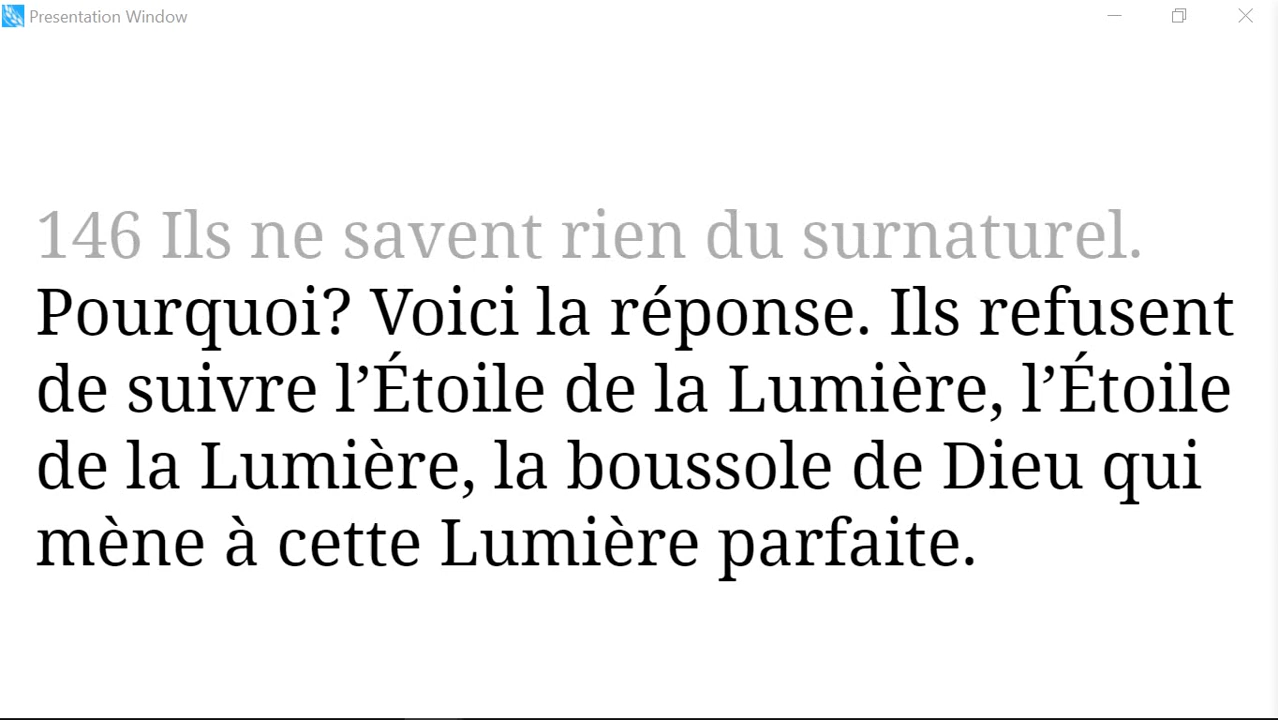 Presentation Window
146 Ils ne savent rien du surnaturel.
Pourquoi? Voici la réponse. Ils refusent
de suivre l’Étoile de la Lumière, l’Étoile
de la Lumière, la boussole de Dieu qui
mène à cette Lumière parfaite.